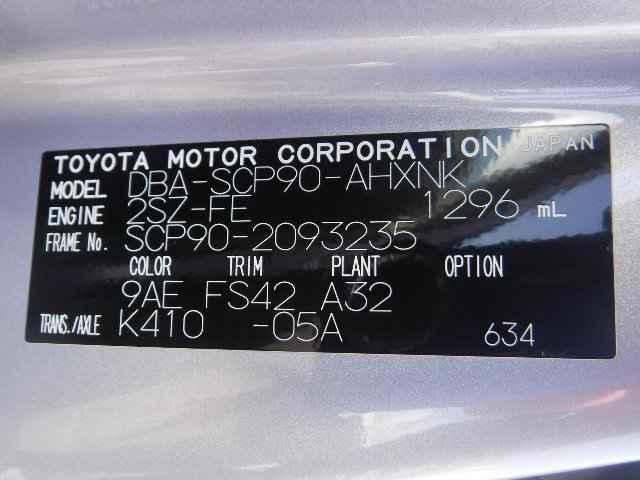 TOYOTA MOTOR CORPORATION JAPAN
MODEL DBA-SCP90-AHXNK
ENGINE 2SZ-FE 1296 mL
FRAME No. SCP90-2093235
COLOR TRIM PLANT OPTION
9AE FS42 A32
TRANS./AXLE K410 -05A 634